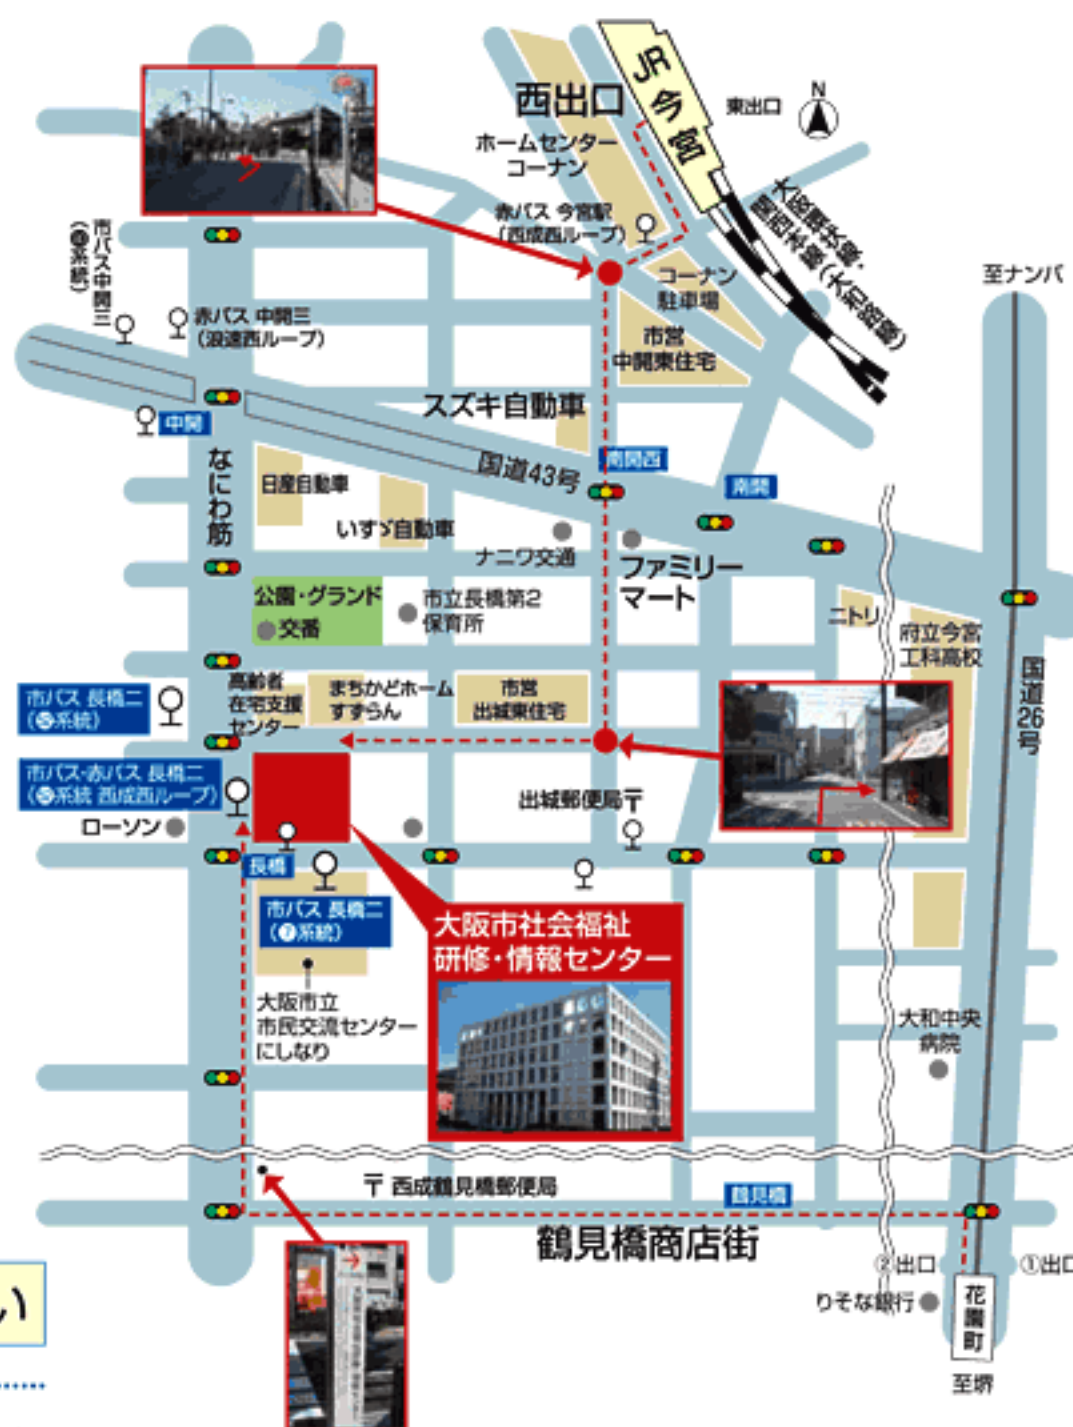 JR今宮
西出口
東出口
N
ホームセンター
コーナン
赤バス 今宮駅
(西成西ループ)
大阪環状線・
関西本線(大和路線)
至ナンバ
コーナン
駐車場
市営
中開東住宅
市バス中開三
赤バス 中開三
(浪速西ループ)
中開
スズキ自動車
国道43号
南開西
南開
なにわ筋
日産自動車
いすゞ自動車
ナニワ交通
ファミリー
マート
公園・グランド
交番
市立長橋第2
保育所
ニトリ
府立今宮
工科高校
国道26号
高齢者
在宅支援
センター
まちかどホーム
すずらん
市営
出城東住宅
市バス 長橋二
市バス・赤バス 長橋二
系統 西成西ループ)
ローソン
出城郵便局〒
長橋
市バス 長橋二
(❼系統)
大阪市社会福祉
研修・情報センター
大阪市立
市民交流センター
にしなり
大和中央
病院
〒 西成鶴見橋郵便局
鶴見橋
鶴見橋商店街
②出口
①出口
りそな銀行
花園町
至堺
い